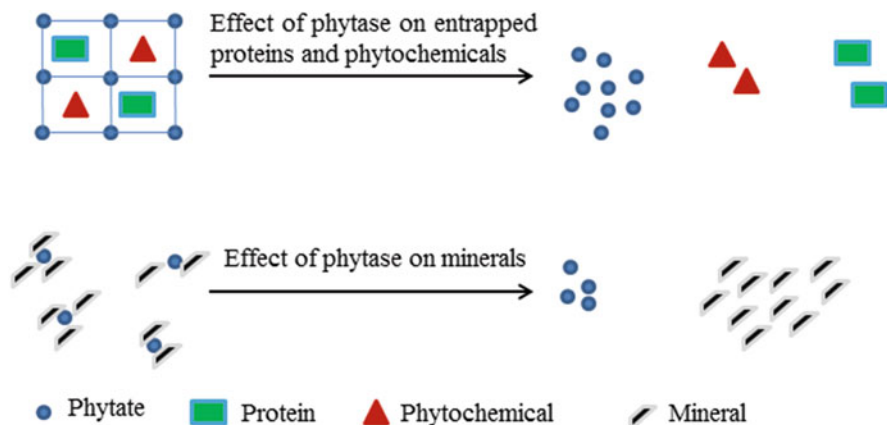 Effect of phytase on entrapped
proteins and phytochemicals
Effect of phytase on minerals
Phytate Protein Phytochemical Mineral